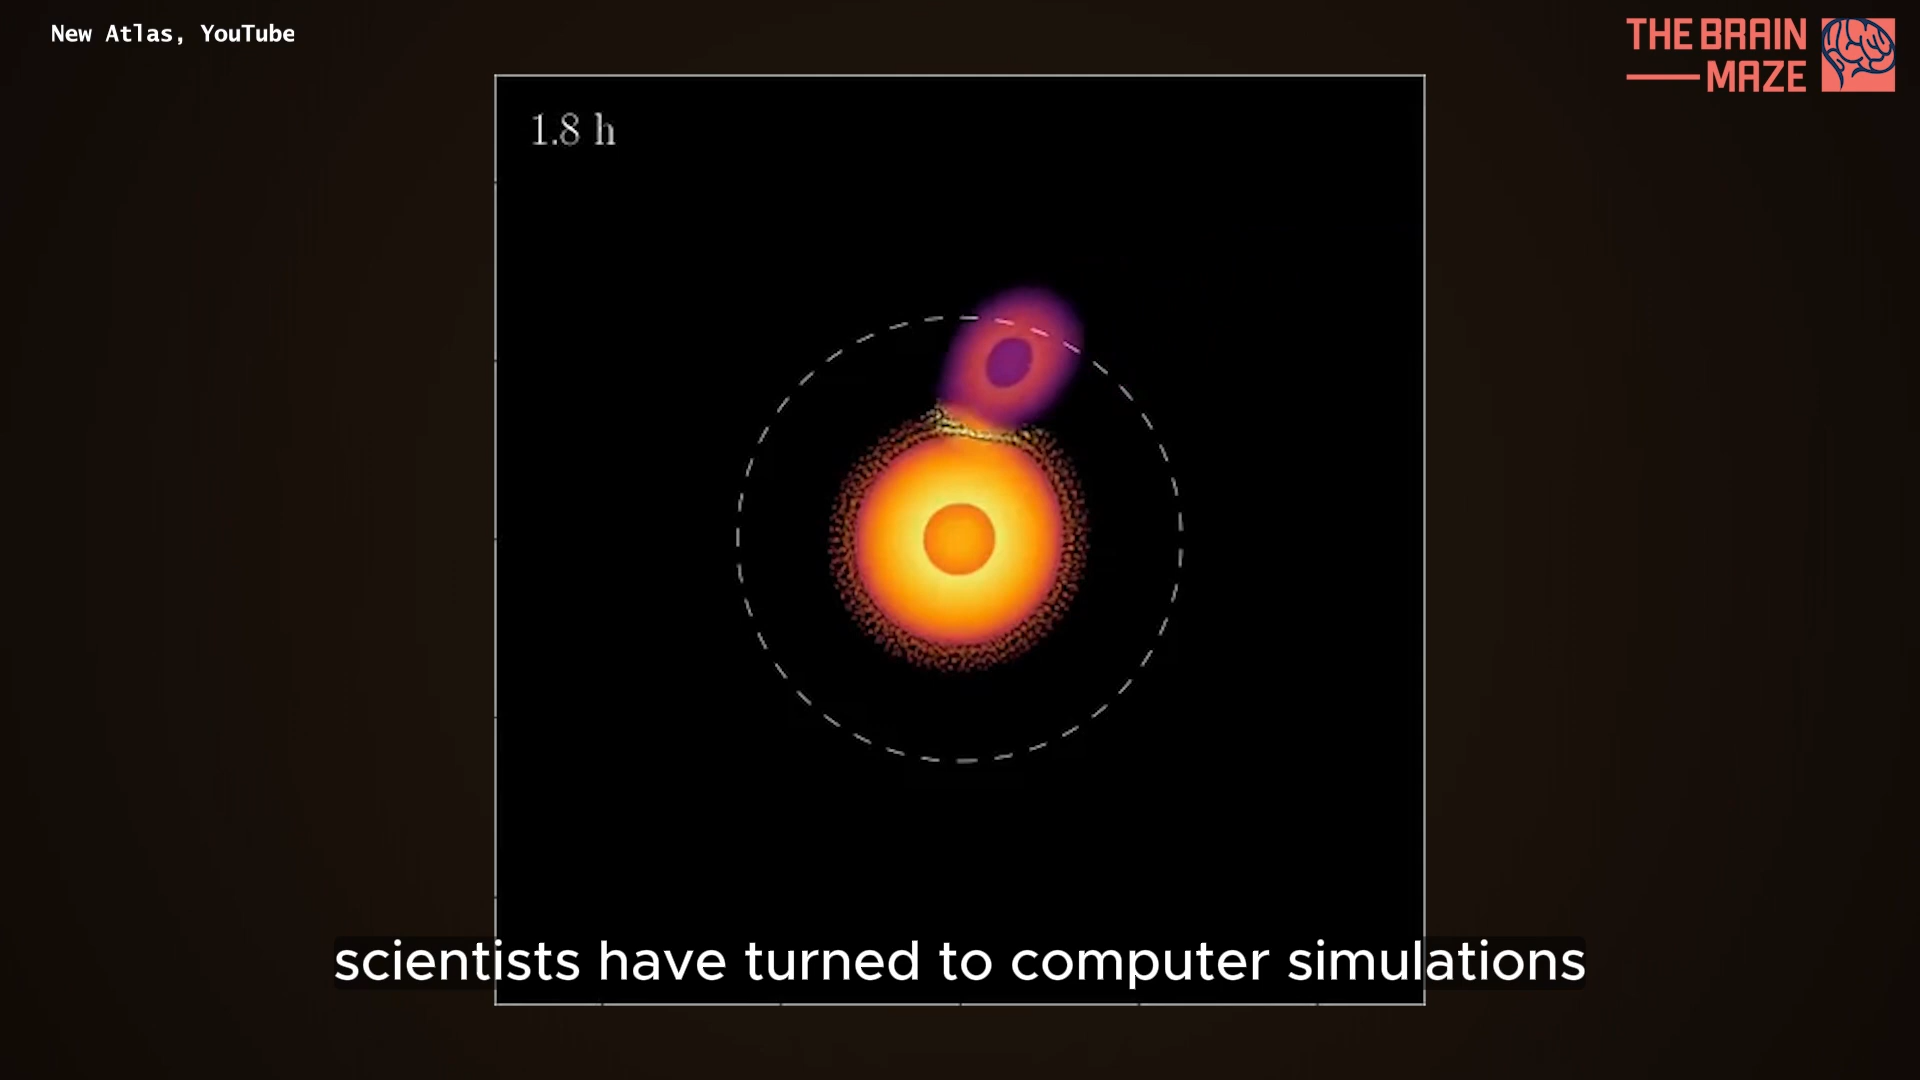 New Atlas, YouTube
THE BRAIN
MAZE
1.8 h
scientists have turned to computer simulations